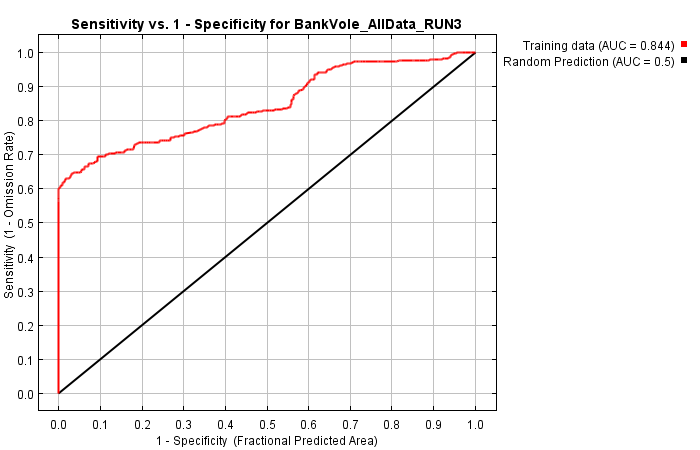 Sensitivity vs. 1 - Specificity for BankVole_AllData_RUN3
Training data (AUC = 0.844)
Random Prediction (AUC = 0.5)
Sensitivity (1 - Omission Rate)
1.0
0.9
0.8
0.7
0.6
0.5
0.4
0.3
0.2
0.1
0.0
0.0 0.1 0.2 0.3 0.4 0.5 0.6 0.7 0.8 0.9 1.0
1 - Specificity (Fractional Predicted Area)